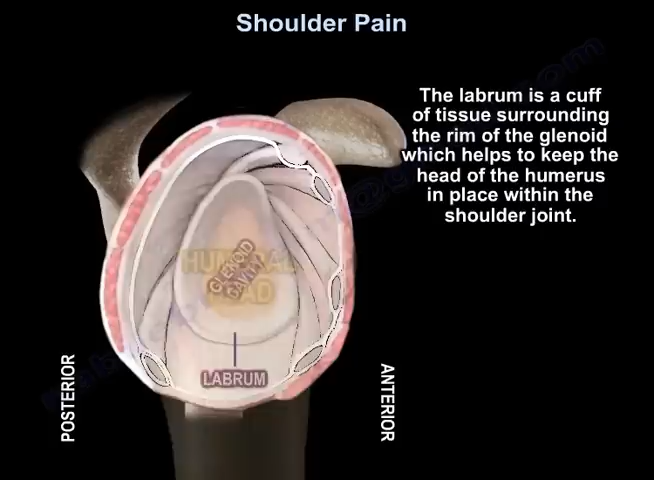 Shoulder Pain
The labrum is a cuff
of tissue surrounding
the rim of the glenoid
which helps to keep the
head of the humerus
in place within the
shoulder joint.
HUMERAL
HEAD
GLENOID
CAVITY
LABRUM
POSTERIOR
ANTERIOR